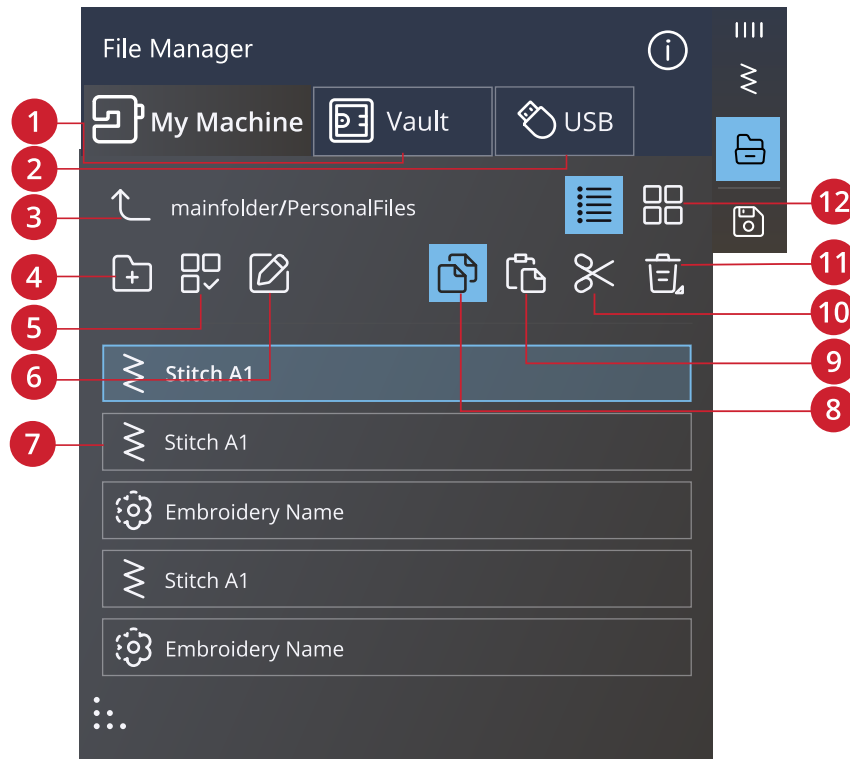 File Manager
My Machine
Vault
USB
1
2
3
mainfolder/PersonalFiles
12
4
11
5
10
6
Stitch A1
9
8
7
Stitch A1
Embroidery Name
Stitch A1
Embroidery Name